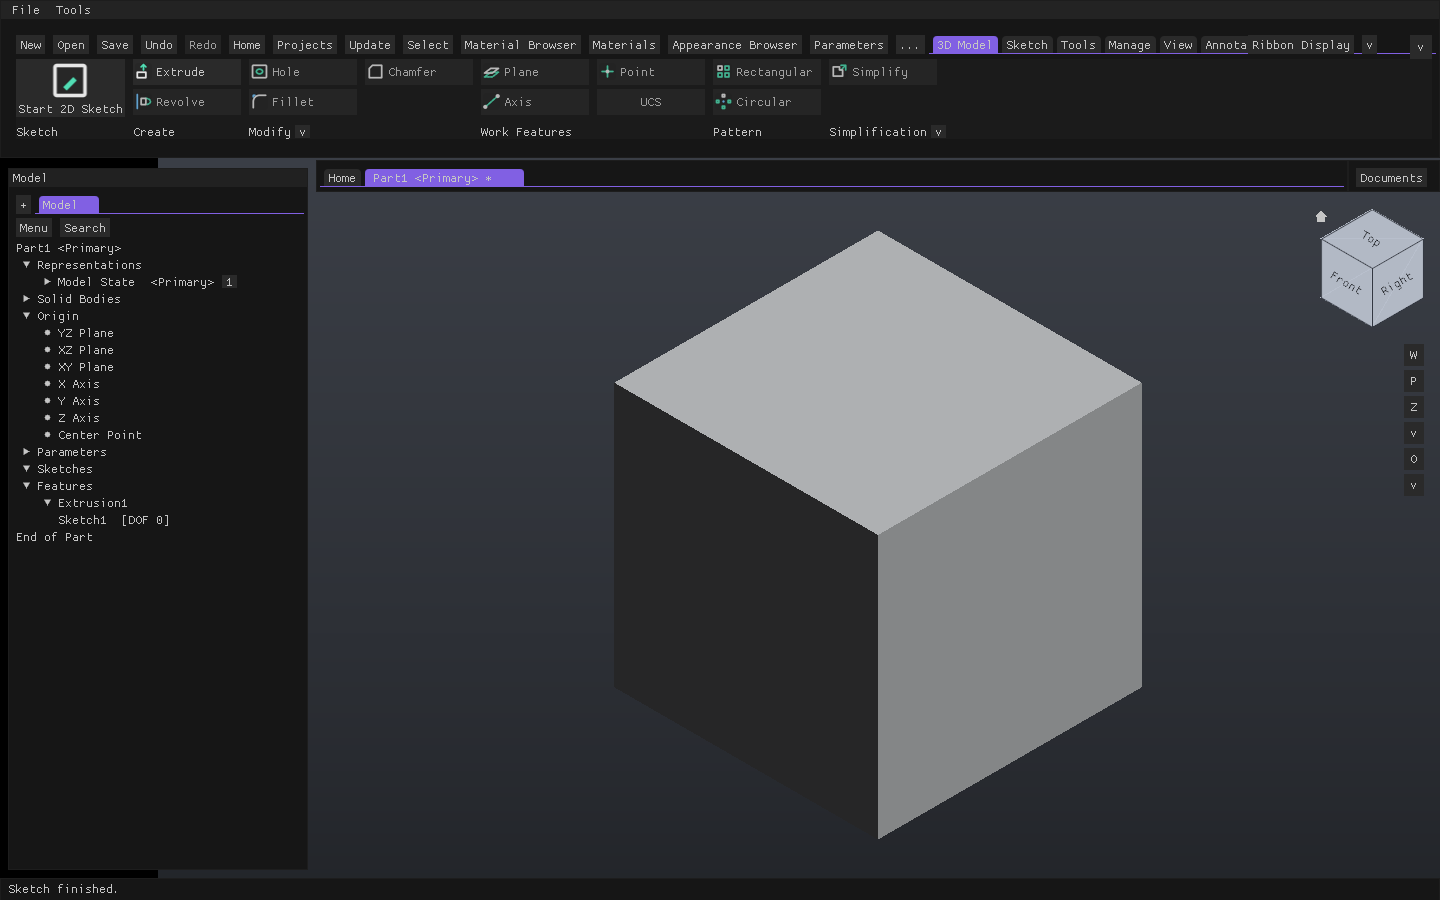 File Tools
New Open Save Undo Redo Home Projects Update Select Material Browser Materials Appearance Browser Parameters ... 3D Model Sketch Tools Manage View Annota Ribbon Display v v
Extrude Hole Chamfer Plane Point Rectangular Simplify
Start 2D Sketch Revolve Fillet Axis UCS Circular
Sketch Create Modify v Work Features Pattern Simplification v
Model
Home Part1 <Primary> * Documents
+ Model
Menu Search
Part1 <Primary>
Representations
Model State <Primary> 1
Solid Bodies
Origin
YZ Plane
XZ Plane
XY Plane
X Axis
Y Axis
Z Axis
Center Point
Parameters
Sketches
Features
Extrusion1
Sketch1 [DOF 0]
End of Part
Top
Front Right
W
P
Z
v
O
v
Sketch finished.